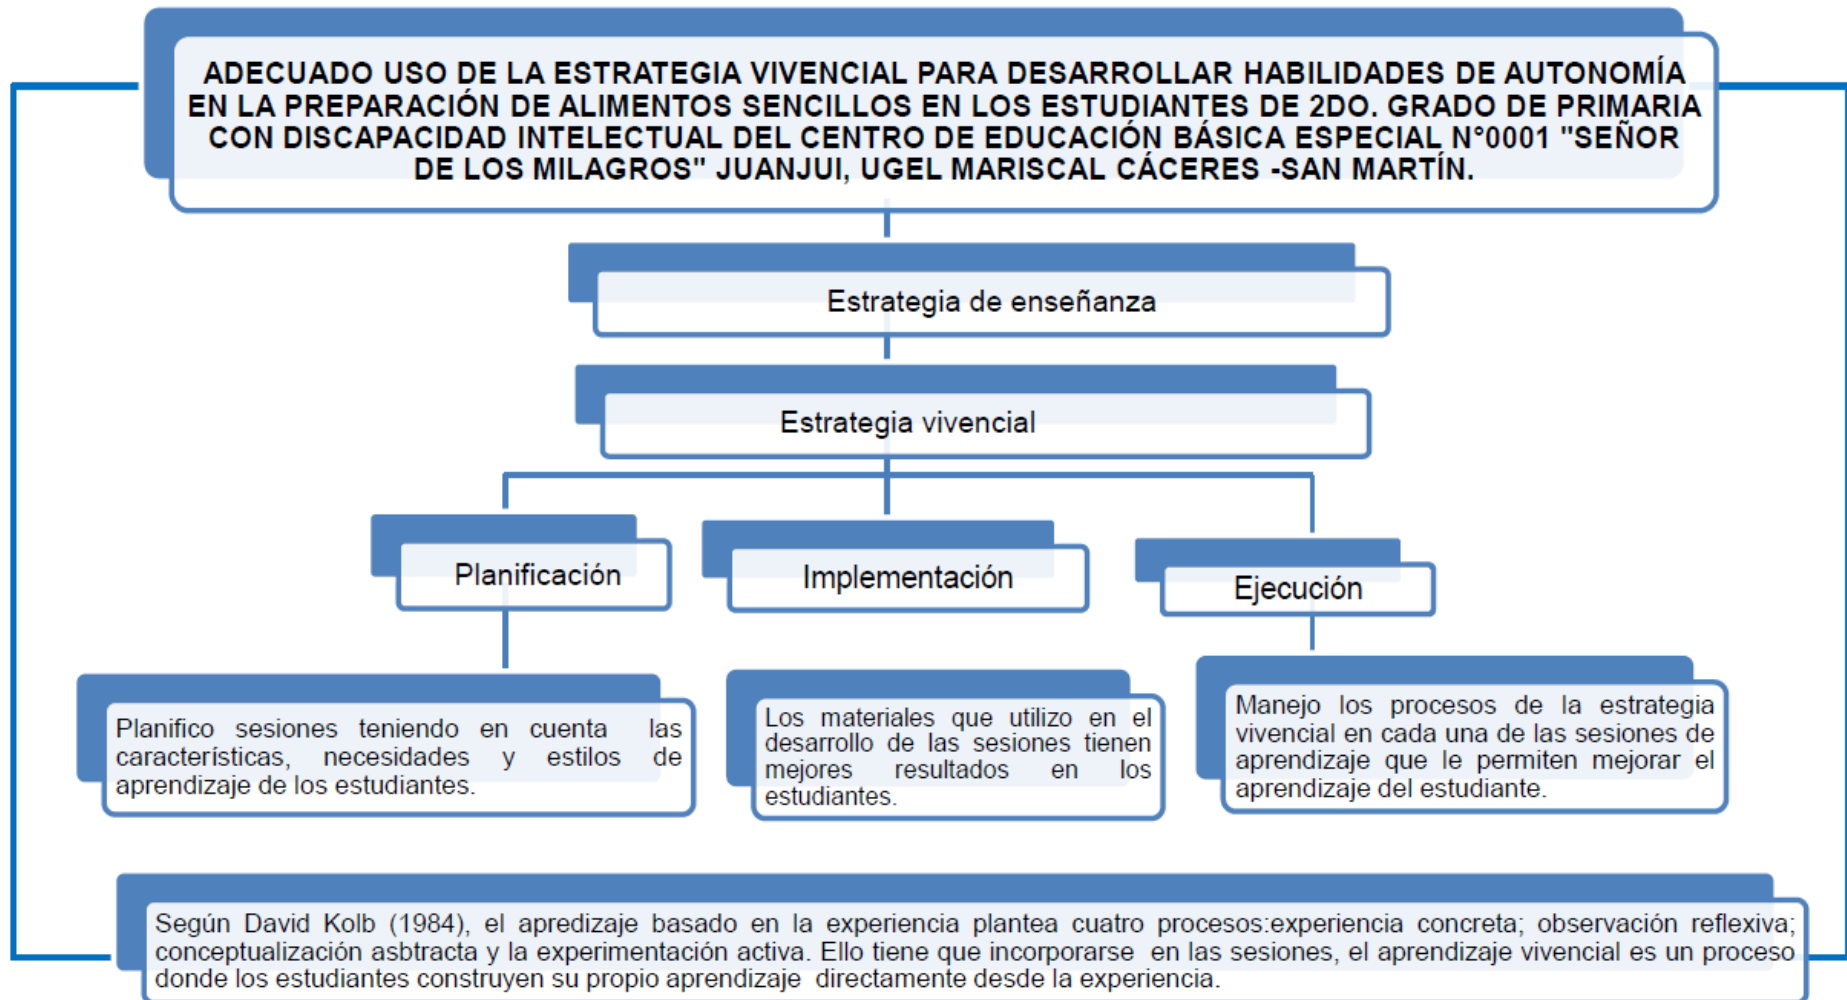 ADECUADO USO DE LA ESTRATEGIA VIVENCIAL PARA DESARROLLAR HABILIDADES DE AUTONOMÍA
EN LA PREPARACIÓN DE ALIMENTOS SENCILLOS EN LOS ESTUDIANTES DE 2DO. GRADO DE PRIMARIA
CON DISCAPACIDAD INTELECTUAL DEL CENTRO DE EDUCACIÓN BÁSICA ESPECIAL N°0001 "SEÑOR
DE LOS MILAGROS" JUANJUI, UGEL MARISCAL CÁCERES -SAN MARTÍN.
Estrategia de enseñanza
Estrategia vivencial
Planificación
Implementación
Ejecución
Planifico sesiones teniendo en cuenta las
características, necesidades y estilos de
aprendizaje de los estudiantes.
Los materiales que utilizo en el
desarrollo de las sesiones tienen
mejores resultados en los
estudiantes.
Manejo los procesos de la estrategia
vivencial en cada una de las sesiones de
aprendizaje que le permiten mejorar el
aprendizaje del estudiante.
Según David Kolb (1984), el apredizaje basado en la experiencia plantea cuatro procesos:experiencia concreta; observación reflexiva;
conceptualización asbtracta y la experimentación activa. Ello tiene que incorporarse en las sesiones, el aprendizaje vivencial es un proceso
donde los estudiantes construyen su propio aprendizaje directamente desde la experiencia.